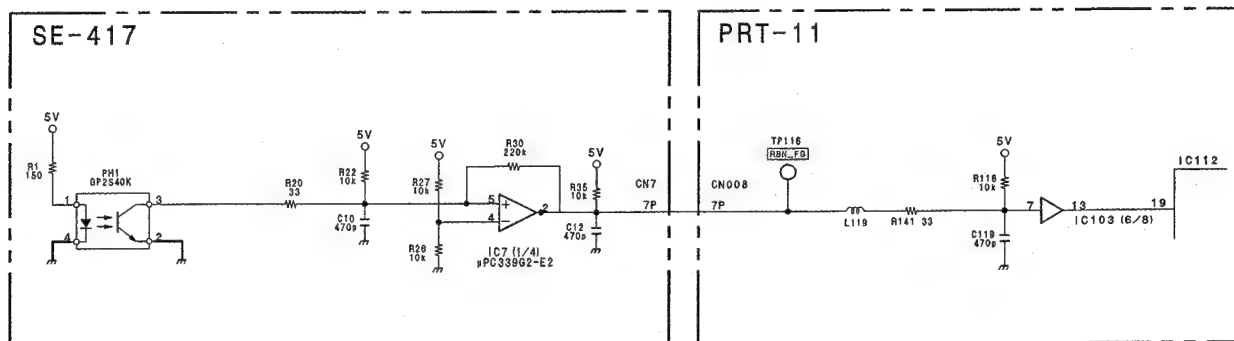 SE-417
PRT-11
5V
R1
150
PH1
GP2S40K
1
3
4
2
R20
33
5V
R22
10k
C10
470p
5V
R27
10k
R26
10k
R30
220k
5
4
2
IC7 (1/4)
µPC339G2-E2
5V
R35
10k
C12
470p
CN7
7P
CN008
7P
TP116
RBN_FG
L119
R141 33
5V
R116
10k
C119
470p
7
13
IC103 (6/8)
19
IC112